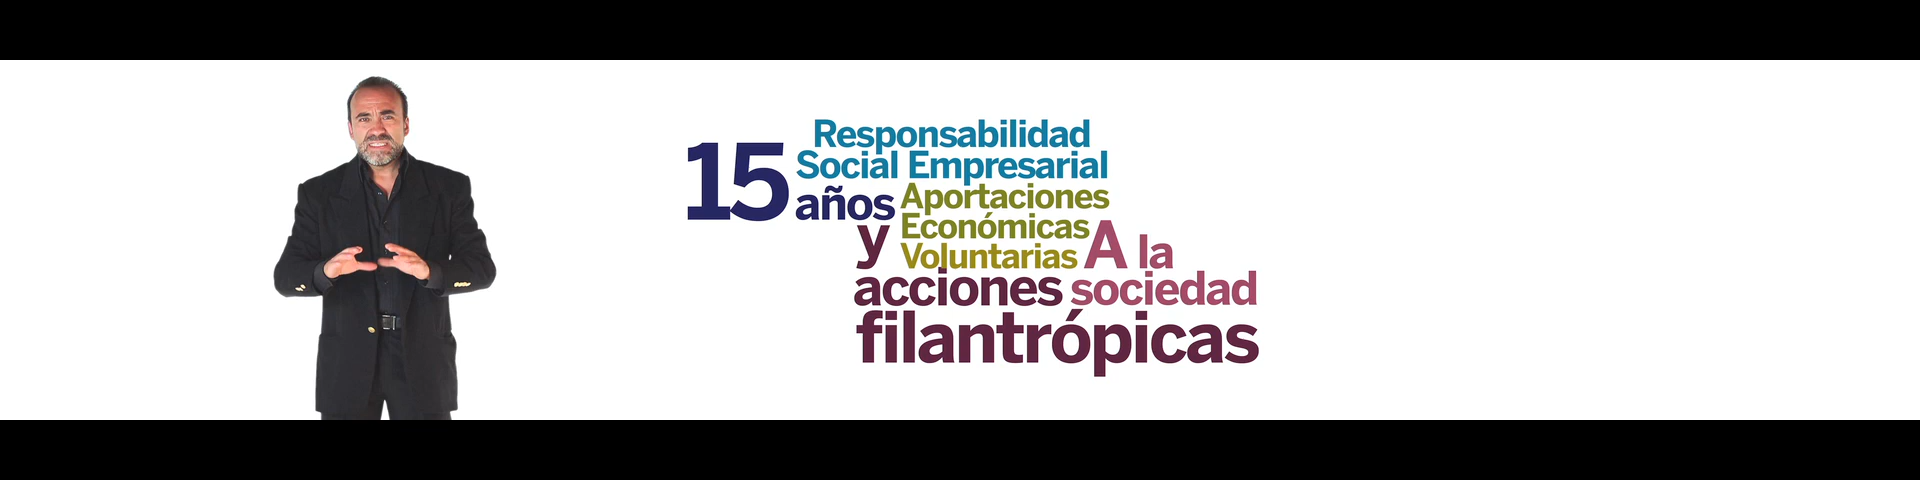 15 años
Responsabilidad
Social Empresarial
Aportaciones
Económicas
Voluntarias
A la
sociedad
y
acciones
filantrópicas